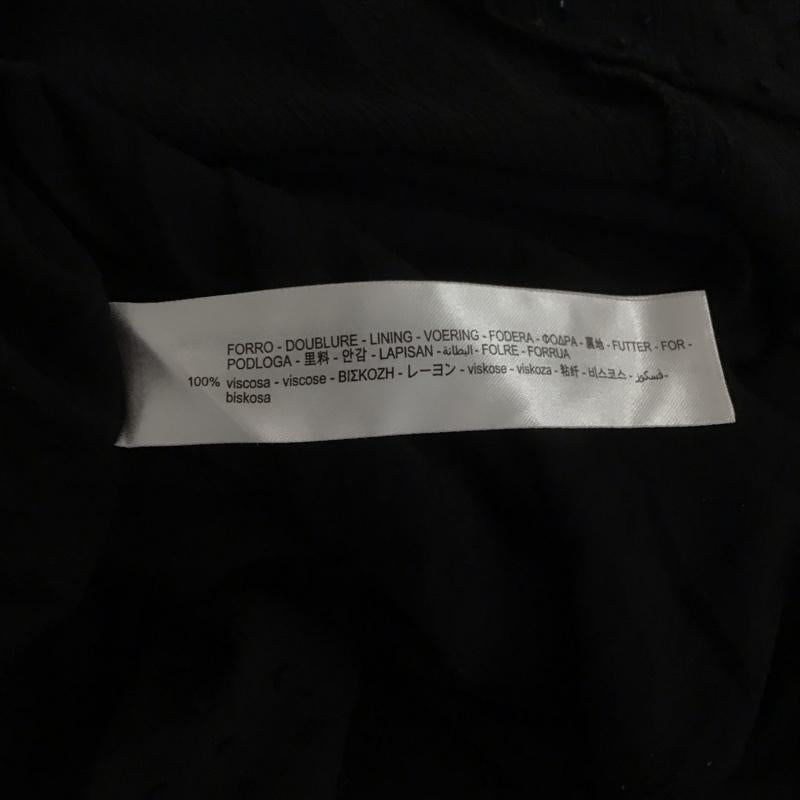 FORRO - DOUBLURE - LINING - VOERING - FODERA - ΦΟΔΡΑ - 裏地 - FUTTER - FOR -
PODLOGA - 里料 - 안감 - LAPISAN - البطانة - FOLRE - FORRUA
100% viscosa - viscose - ΒΙΣΚΟΖΗ - レーヨン - viskose - viskoza - 粘纤 - 비스코스 - فسكوز -
biskosa